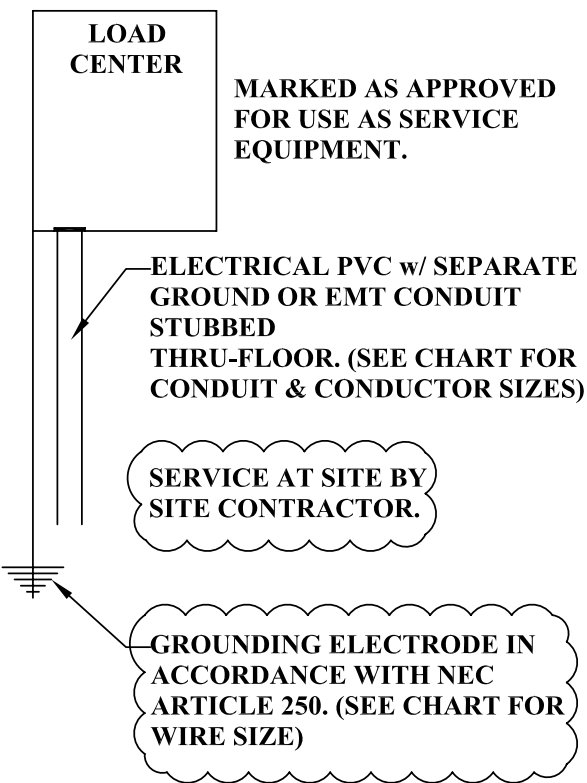 LOAD
CENTER
MARKED AS APPROVED
FOR USE AS SERVICE
EQUIPMENT.
ELECTRICAL PVC w/ SEPARATE
GROUND OR EMT CONDUIT
STUBBED
THRU-FLOOR. (SEE CHART FOR
CONDUIT & CONDUCTOR SIZES)
SERVICE AT SITE BY
SITE CONTRACTOR.
GROUNDING ELECTRODE IN
ACCORDANCE WITH NEC
ARTICLE 250. (SEE CHART FOR
WIRE SIZE)